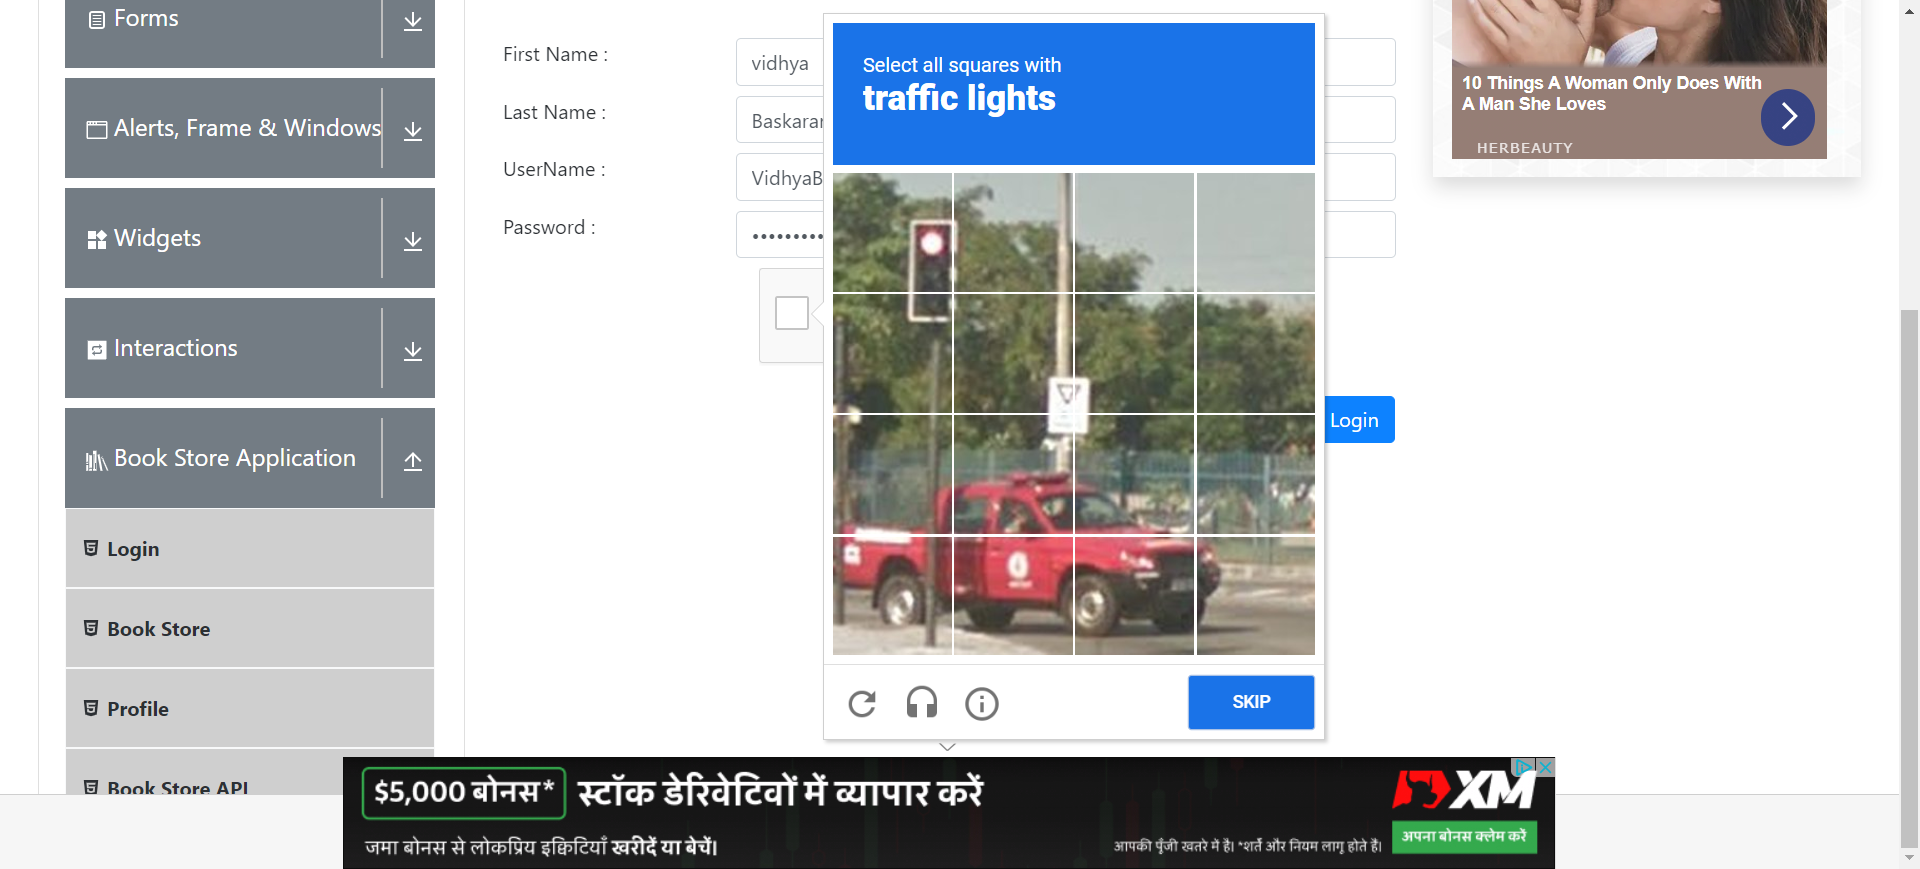 Forms
Alerts, Frame & Windows
Widgets
Interactions
Book Store Application
Login
Book Store
Profile
Book Store API
First Name :
vidhya
Last Name :
Baskaran
UserName :
VidhyaB
Password :
Login
Select all squares with
traffic lights
SKIP
10 Things A Woman Only Does With
A Man She Loves
HERBEAUTY
$5,000 बोनस*
स्टॉक डेरिवेटिवों में व्यापार करें
जमा बोनस से लोकप्रिय इक्विटियाँ खरीदें या बेचें।
आपकी पूँजी खतरे में है। *शर्तें और नियम लागू होते हैं।
XM
अपना बोनस क्लेम करें